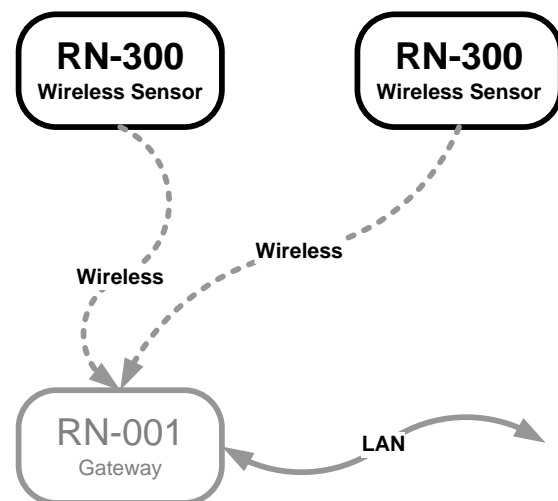 RN-300
Wireless Sensor
RN-300
Wireless Sensor
Wireless
Wireless
RN-001
Gateway
LAN